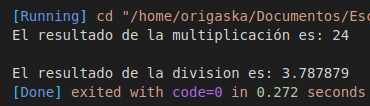 [Running] cd "/home/origaska/Documentos/Esc
El resultado de la multiplicación es: 24
El resultado de la division es: 3.787879
[Done] exited with code=0 in 0.272 seconds